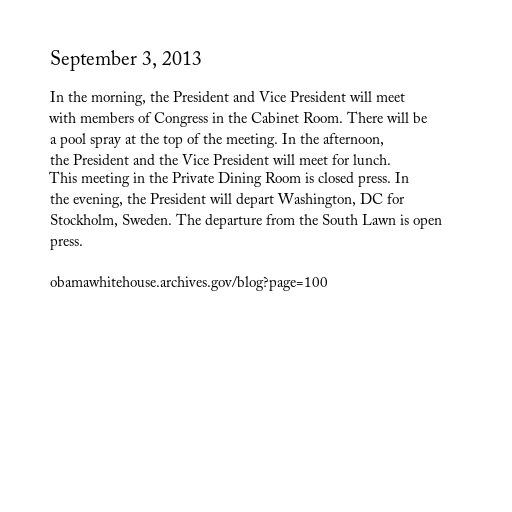 September 3, 2013
In the morning, the President and Vice President will meet
with members of Congress in the Cabinet Room. There will be
a pool spray at the top of the meeting. In the afternoon,
the President and the Vice President will meet for lunch.
This meeting in the Private Dining Room is closed press. In
the evening, the President will depart Washington, DC for
Stockholm, Sweden. The departure from the South Lawn is open
press.
obamawhitehouse.archives.gov/blog?page=100